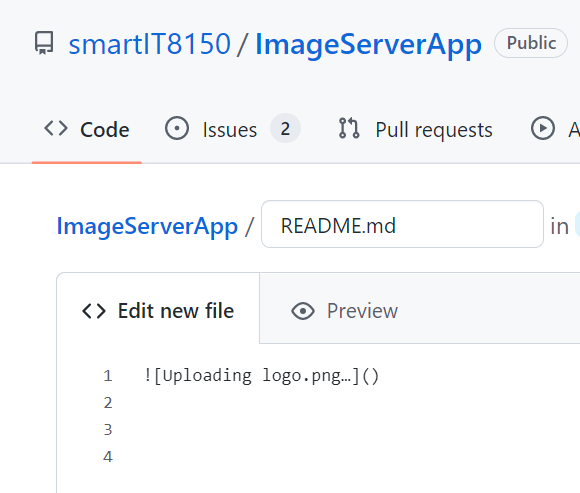 smartIT8150 / ImageServerApp Public
Code Issues 2 Pull requests A
ImageServerApp / README.md in
Edit new file Preview
1 ![Uploading logo.png…]()
2
3
4